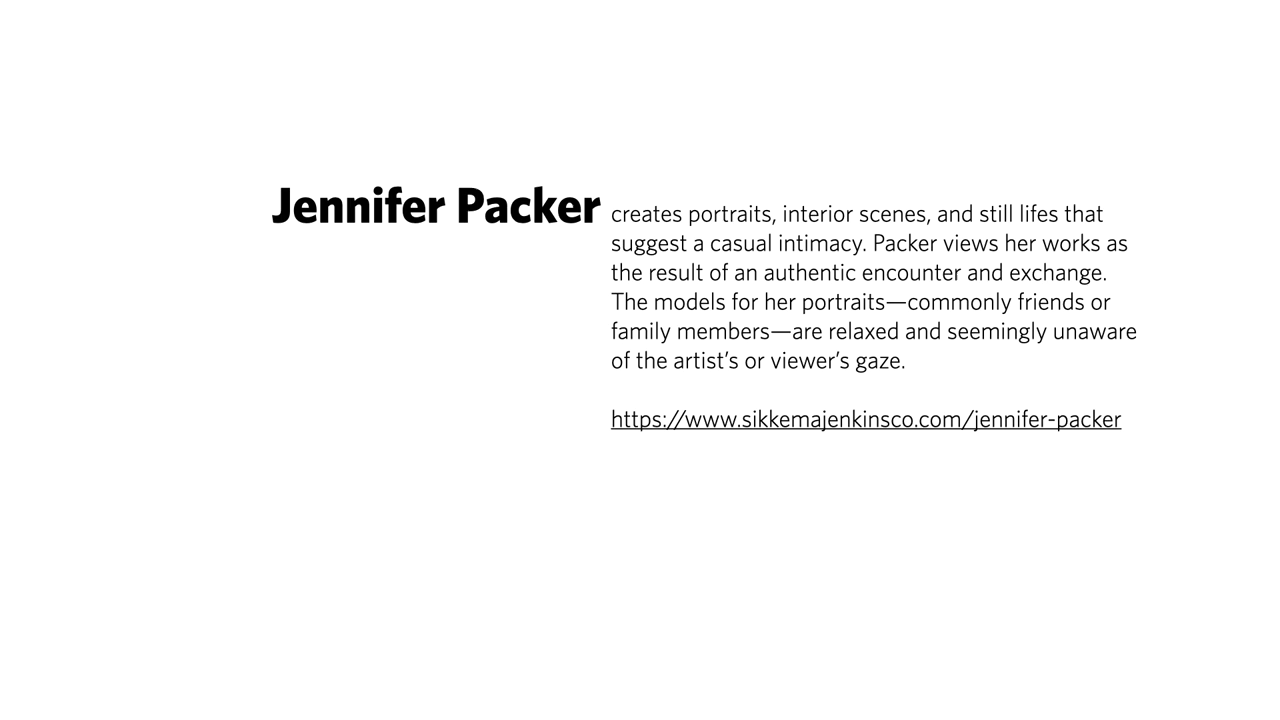 Jennifer Packer creates portraits, interior scenes, and still lifes that
suggest a casual intimacy. Packer views her works as
the result of an authentic encounter and exchange.
The models for her portraits—commonly friends or
family members—are relaxed and seemingly unaware
of the artist’s or viewer’s gaze.
https://www.sikkemajenkinsco.com/jennifer-packer